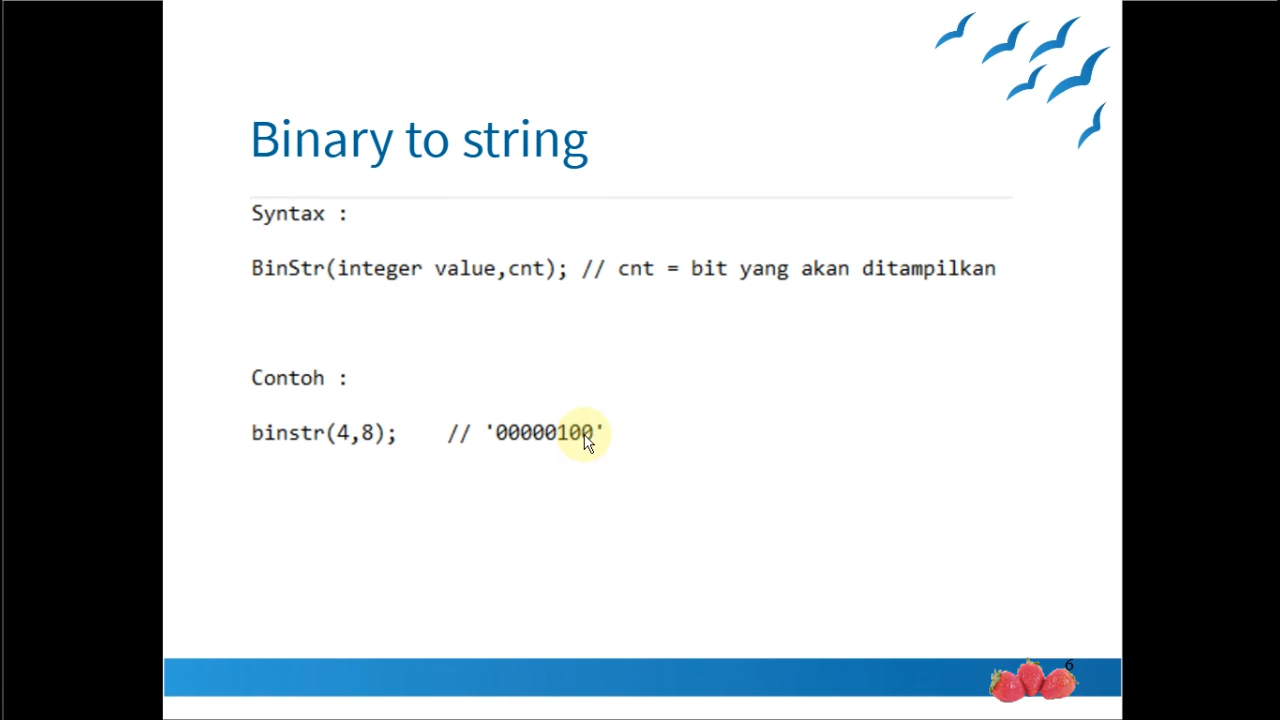 Binary to string
Syntax :
BinStr(integer value,cnt); // cnt = bit yang akan ditampilkan
Contoh :
binstr(4,8); // '00000100'
6